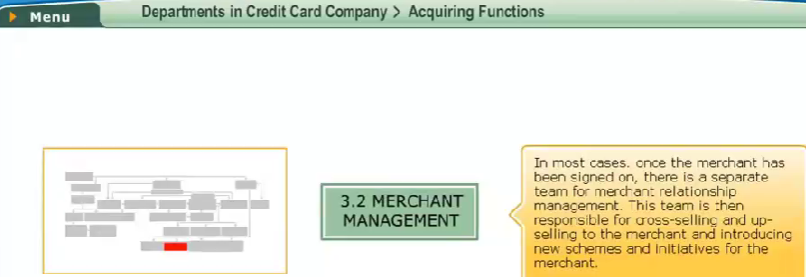 Menu
Departments in Credit Card Company > Acquiring Functions
3.2 MERCHANT
MANAGEMENT
In most cases, once the merchant has
been signed on, there is a separate
team for merchant relationship
management. This team is then
responsible for cross-selling and up-
selling to the merchant and introducing
new schemes and initiatives for the
merchant.